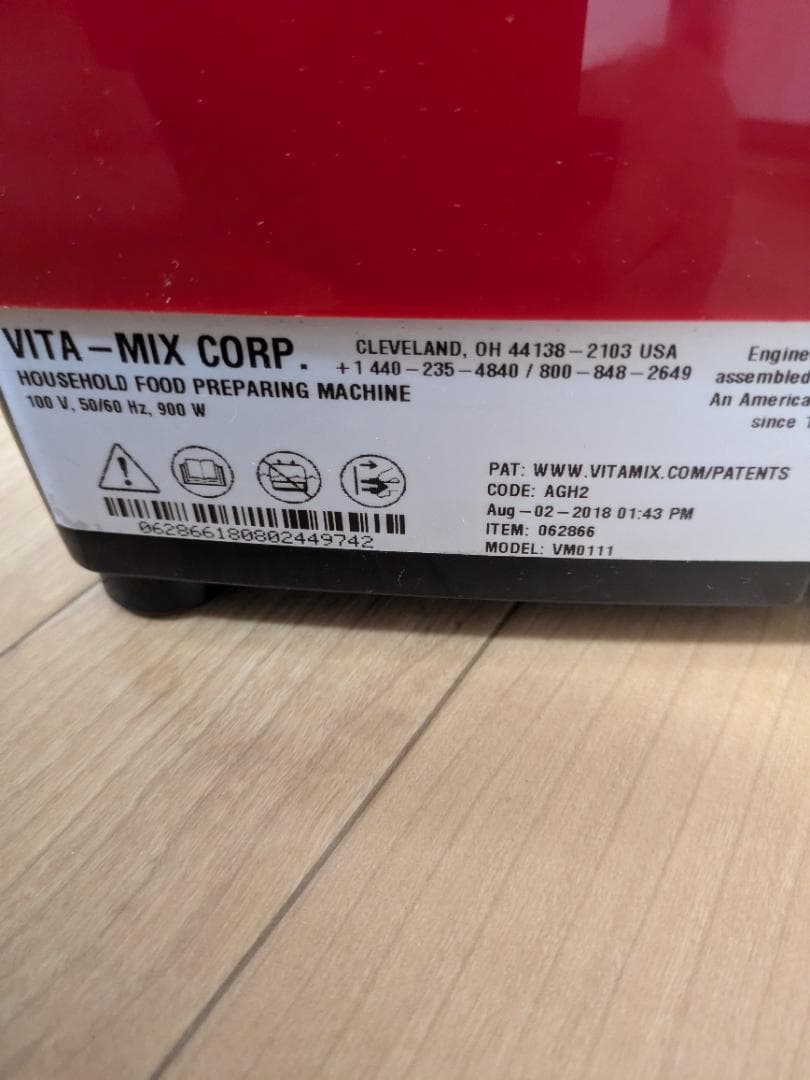 VITA-MIX CORP.
CLEVELAND, OH 44138-2103 USA
+1 440-235-4840 / 800-848-2649
HOUSEHOLD FOOD PREPARING MACHINE
100 V, 50/60 Hz, 900 W
Engine
assembled
An America
since 1
062866180802449742
PAT: WWW.VITAMIX.COM/PATENTS
CODE: AGH2
Aug-02-2018 01:43 PM
ITEM: 062866
MODEL: VM0111